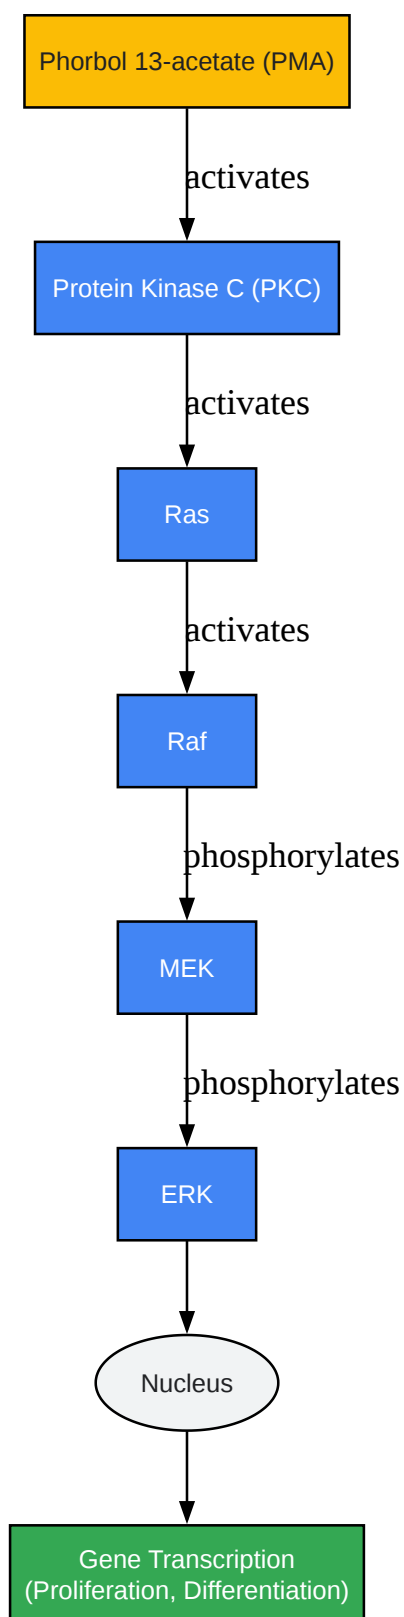 Phorbol 13-acetate (PMA)
activates
Protein Kinase C (PKC)
activates
Ras
activates
Raf
phosphorylates
MEK
phosphorylates
ERK
Nucleus
Gene Transcription
(Proliferation, Differentiation)